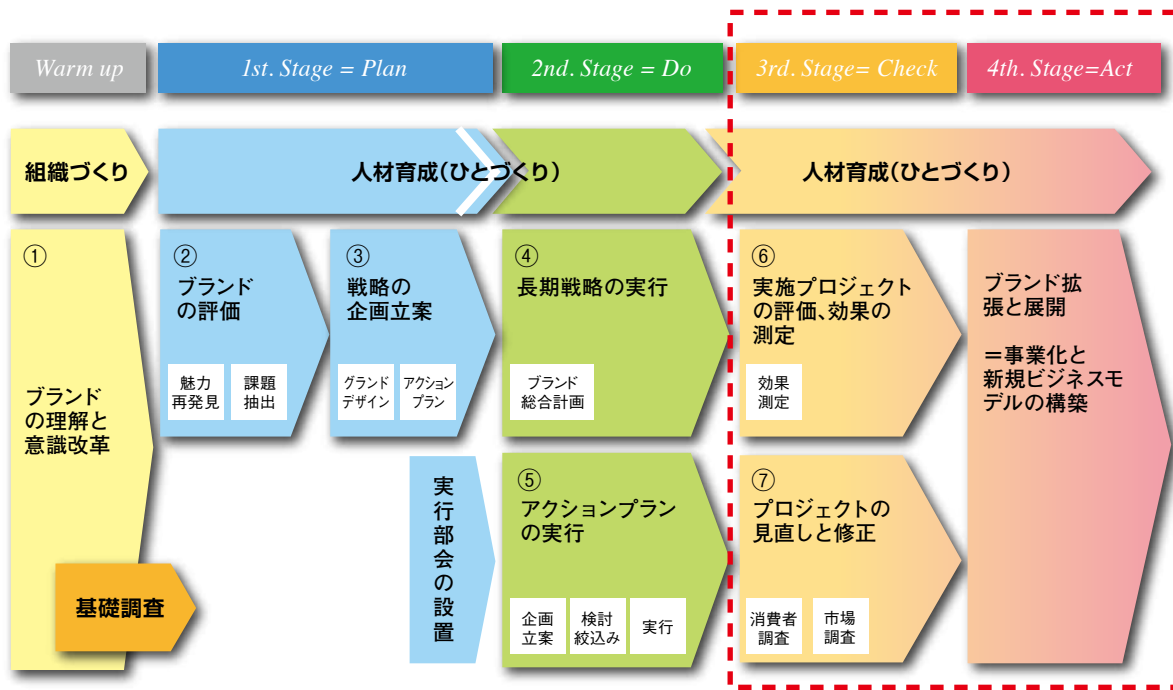 Warm up
1st. Stage = Plan
2nd. Stage = Do
3rd. Stage= Check
4th. Stage=Act
組織づくり
人材育成(ひとづくり)
人材育成(ひとづくり)
①
ブランド
の理解と
意識改革
基礎調査
②
ブランド
の評価
魅力
再発見
課題
抽出
③
戦略の
企画立案
グランド
デザイン
アクション
プラン
実行部会の設置
④
長期戦略の実行
ブランド
総合計画
⑤
アクションプラン
の実行
企画
立案
検討
絞込み
実行
⑥
実施プロジェクト
の評価、効果の
測定
効果
測定
⑦
プロジェクトの
見直しと修正
消費者
調査
市場
調査
ブランド拡
張と展開
＝事業化と
新規ビジネスモ
デルの構築